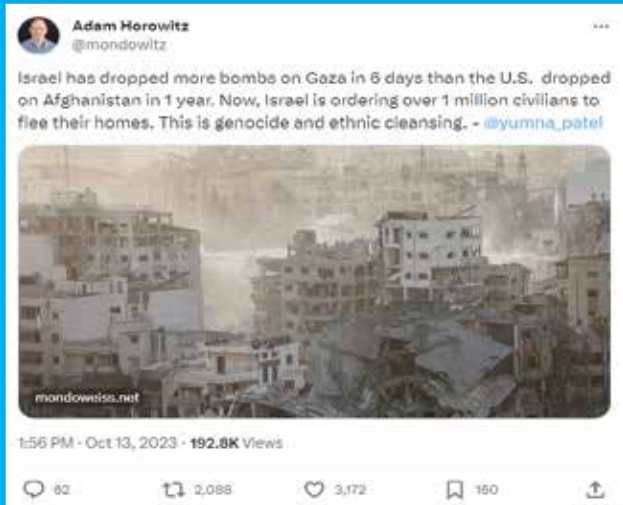 Adam Horowitz
@mondowitz
Israel has dropped more bombs on Gaza in 6 days than the U.S. dropped
on Afghanistan in 1 year. Now, Israel is ordering over 1 million civilians to
flee their homes. This is genocide and ethnic cleansing. - @yumna_patel
mondoweiss.net
1:56 PM · Oct 13, 2023 · 192.8K Views
62 2,088 3,172 160